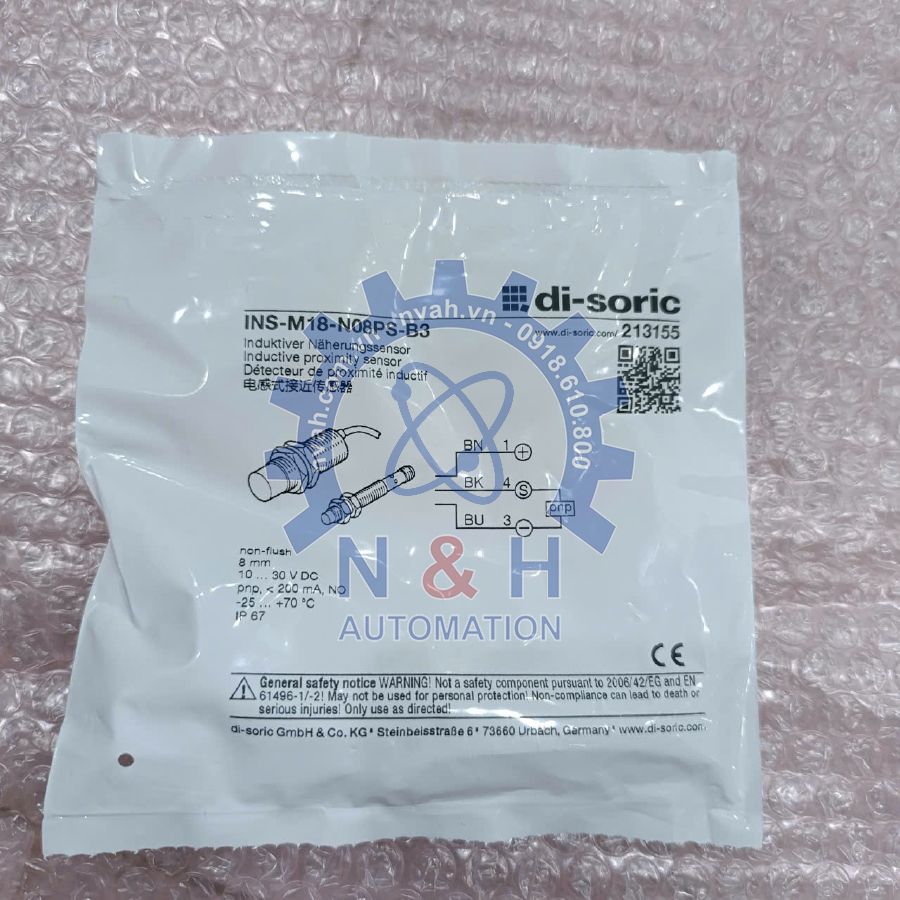 di-soric
INS-M18-N08PS-B3
www.di-soric.com/213155
Induktiver Näherungssensor
Inductive proximity sensor
Détecteur de proximité inductif
电感式接近传感器
BN 1 +
BK 4 S
pnp
BU 3 −
non-flush
8 mm
10 ... 30 V DC
pnp, < 200 mA, NO
-25 ... +70 °C
IP 67
N & H
AUTOMATION
invah.vn - 0918.610.800
CE
General safety notice WARNING! Not a safety component pursuant to 2006/42/EG and EN
61496-1/-2! May not be used for personal protection! Non-compliance can lead to death or
serious injuries! Only use as directed!
di-soric GmbH & Co. KG * Steinbeisstraße 6 * 73660 Urbach, Germany * www.di-soric.com